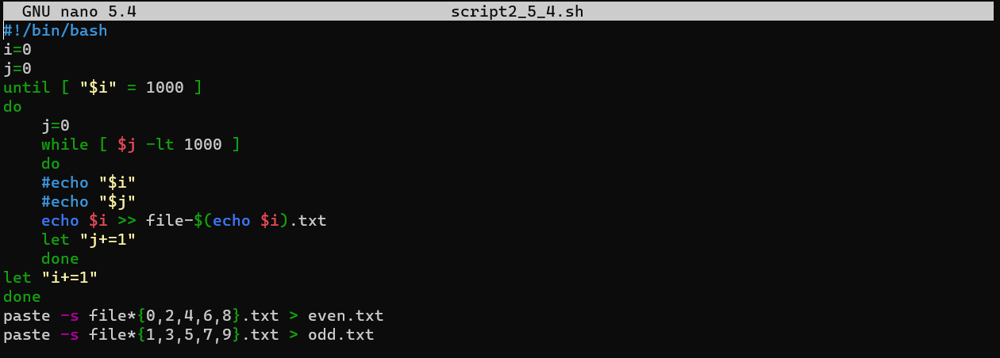 GNU nano 5.4 script2_5_4.sh
#!/bin/bash
i=0
j=0
until [ "$i" = 1000 ]
do
    j=0
    while [ $j -lt 1000 ]
    do
    #echo "$i"
    #echo "$j"
    echo $i >> file-$(echo $i).txt
    let "j+=1"
    done
let "i+=1"
done
paste -s file*{0,2,4,6,8}.txt > even.txt
paste -s file*{1,3,5,7,9}.txt > odd.txt